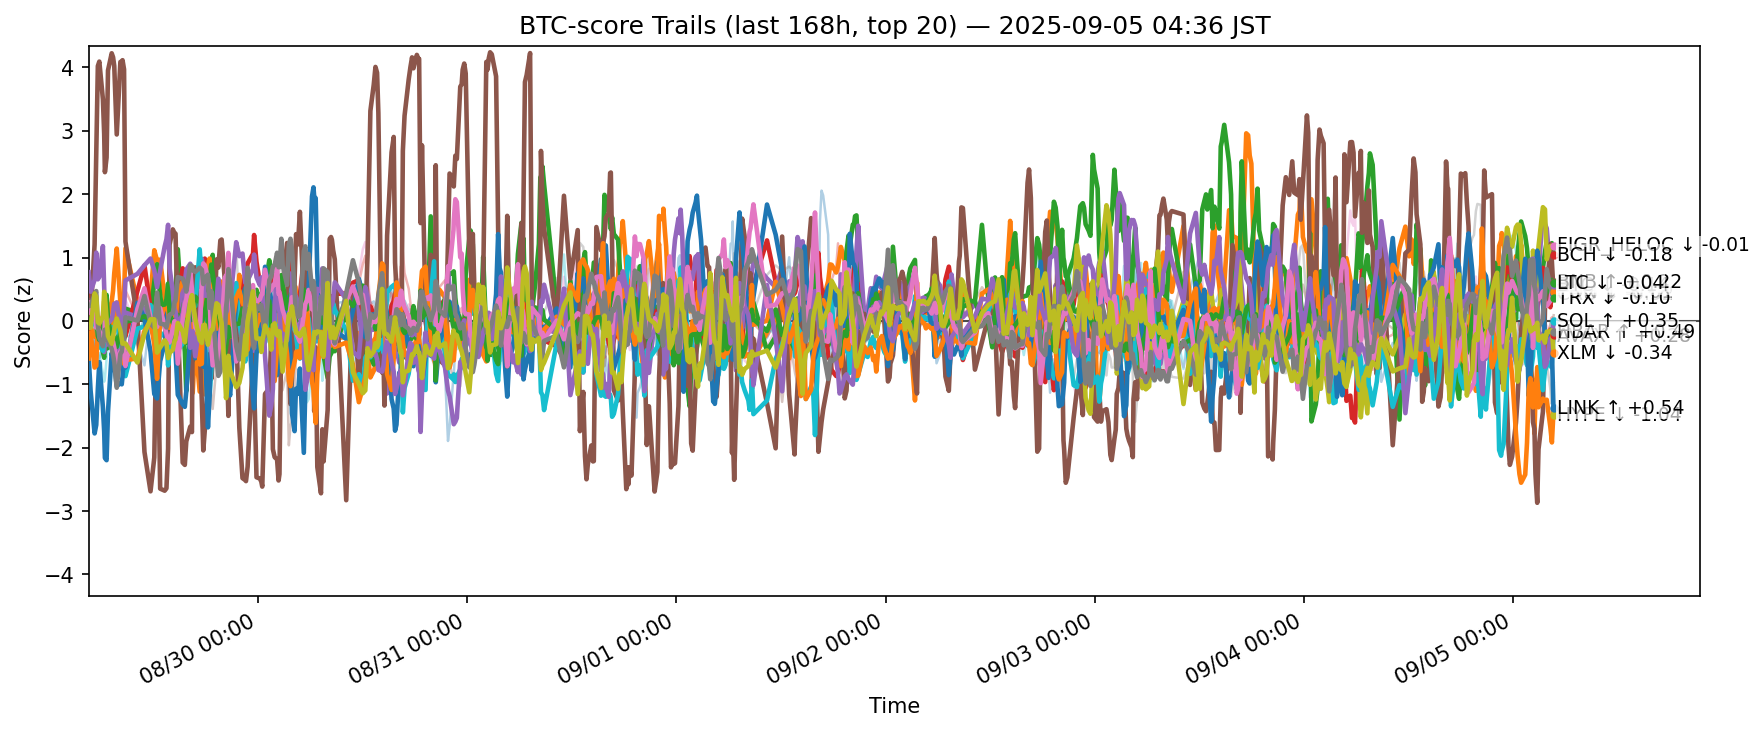 BTC-score Trails (last 168h, top 20) — 2025-09-05 04:36 JST
Score (z)
4
3
2
1
0
−1
−2
−3
−4
FIGR_HELOC ↓ -0.01
BCH ↓ -0.18
LTC ↓ -0.04
TRX ↓ -0.10
SOL ↑ +0.35
XLM ↓ -0.34
LINK ↑ +0.54
HYPE ↓ -1.04
08/30 00:00
08/31 00:00
09/01 00:00
09/02 00:00
09/03 00:00
09/04 00:00
09/05 00:00
Time